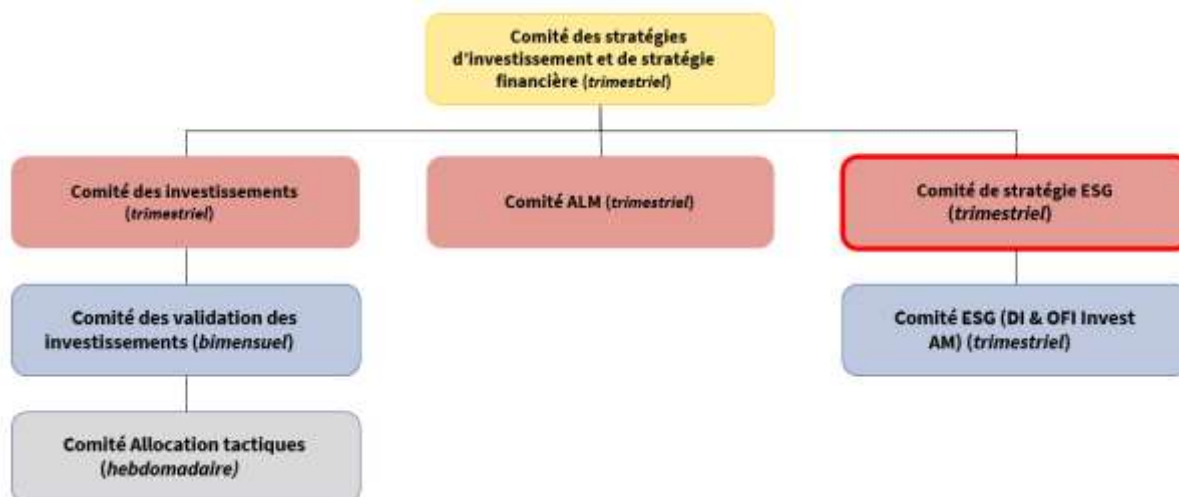 Comité des stratégies
d'investissement et de stratégie
financière (trimestriel)
Comité des investissements
(trimestriel)
Comité ALM (trimestriel)
Comité de stratégie ESG
(trimestriel)
Comité des validation des
investissements (bimensuel)
Comité ESG (DI & OFI Invest
AM) (trimestriel)
Comité Allocation tactiques
(hebdomadaire)